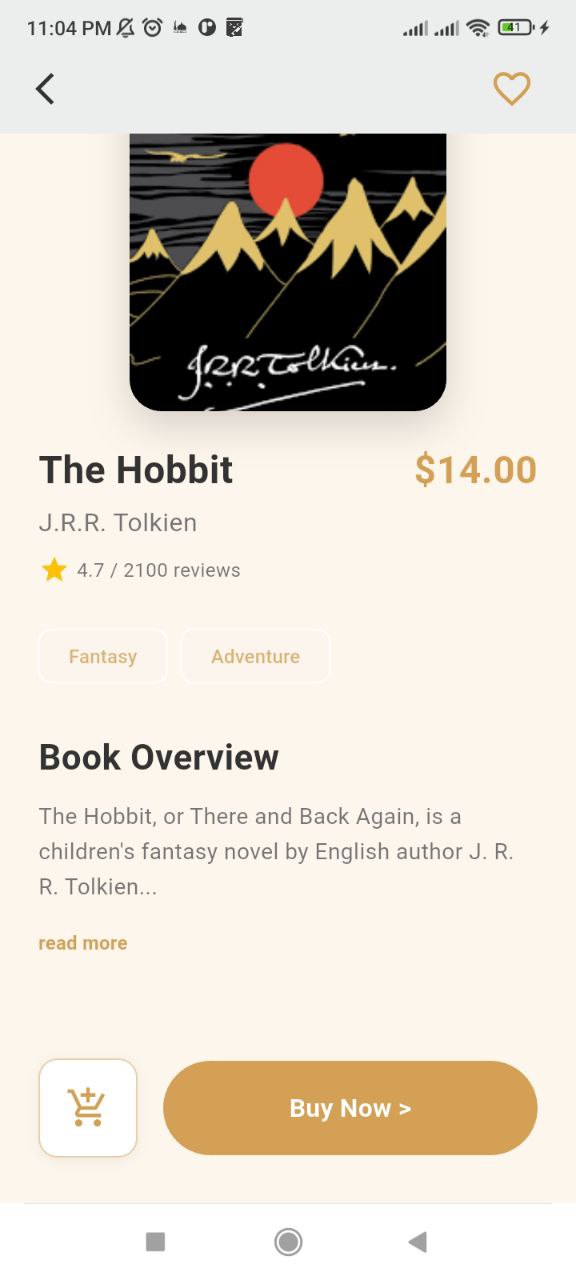 11:04 PM
41
J.R.R. Tolkien.
The Hobbit
$14.00
J.R.R. Tolkien
4.7 / 2100 reviews
Fantasy
Adventure
Book Overview
The Hobbit, or There and Back Again, is a
children's fantasy novel by English author J. R.
R. Tolkien...
read more
Buy Now >